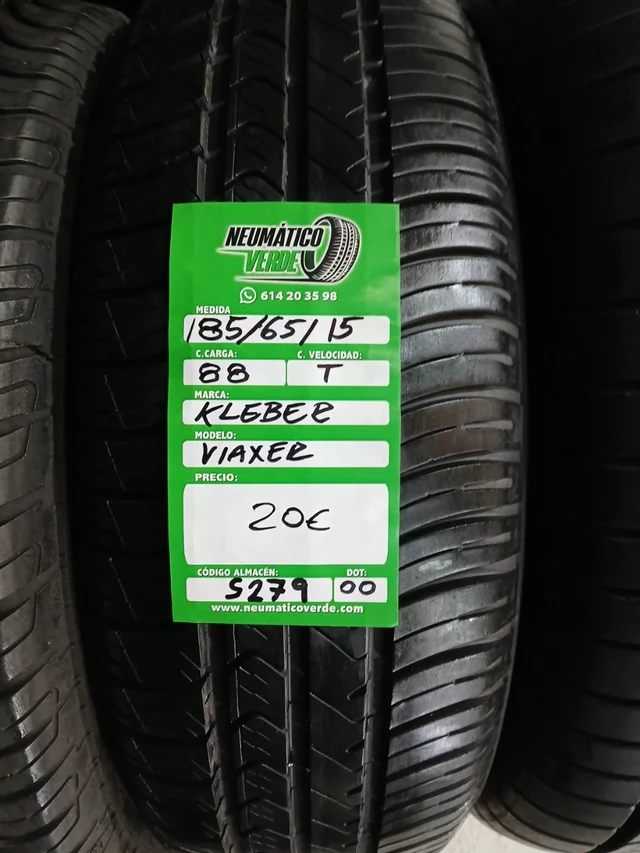 NEUMÁTICO
VERDE
614 20 35 98
MEDIDA
185/65/15
C.CARGA: C. VELOCIDAD:
88 T
MARCA:
KLEBER
MODELO:
VIAXER
PRECIO:
20€
CÓDIGO ALMACÉN: DOT:
5279 00
www.neumaticoverde.com